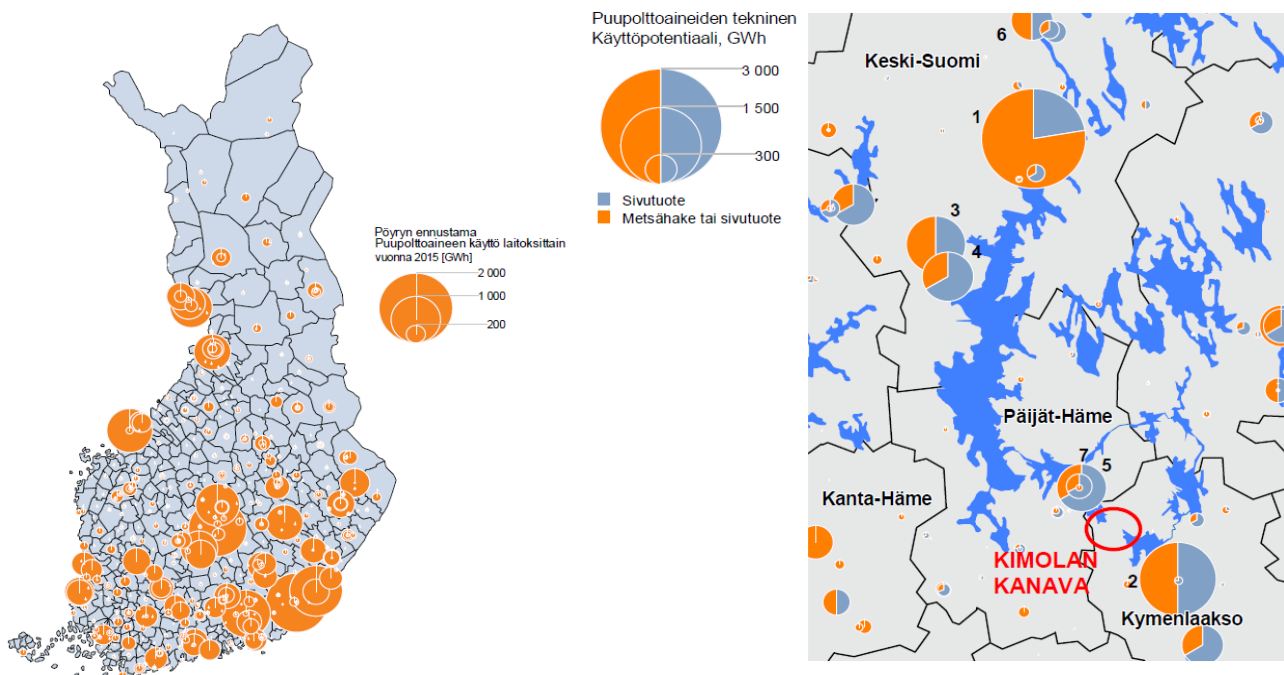 Pöyryn ennustama
Puupolttoaineen käyttö laitoksittain
vuonna 2015 [GWh]
2 000
1 000
200
Puupolttoaineiden tekninen
Käyttöpotentiaali, GWh
3 000
1 500
300
Sivutuote
Metsähake tai sivutuote
6
Keski-Suomi
1
3
4
Päijät-Häme
7
5
Kanta-Häme
KIMOLAN
KANAVA
2
Kymenlaakso